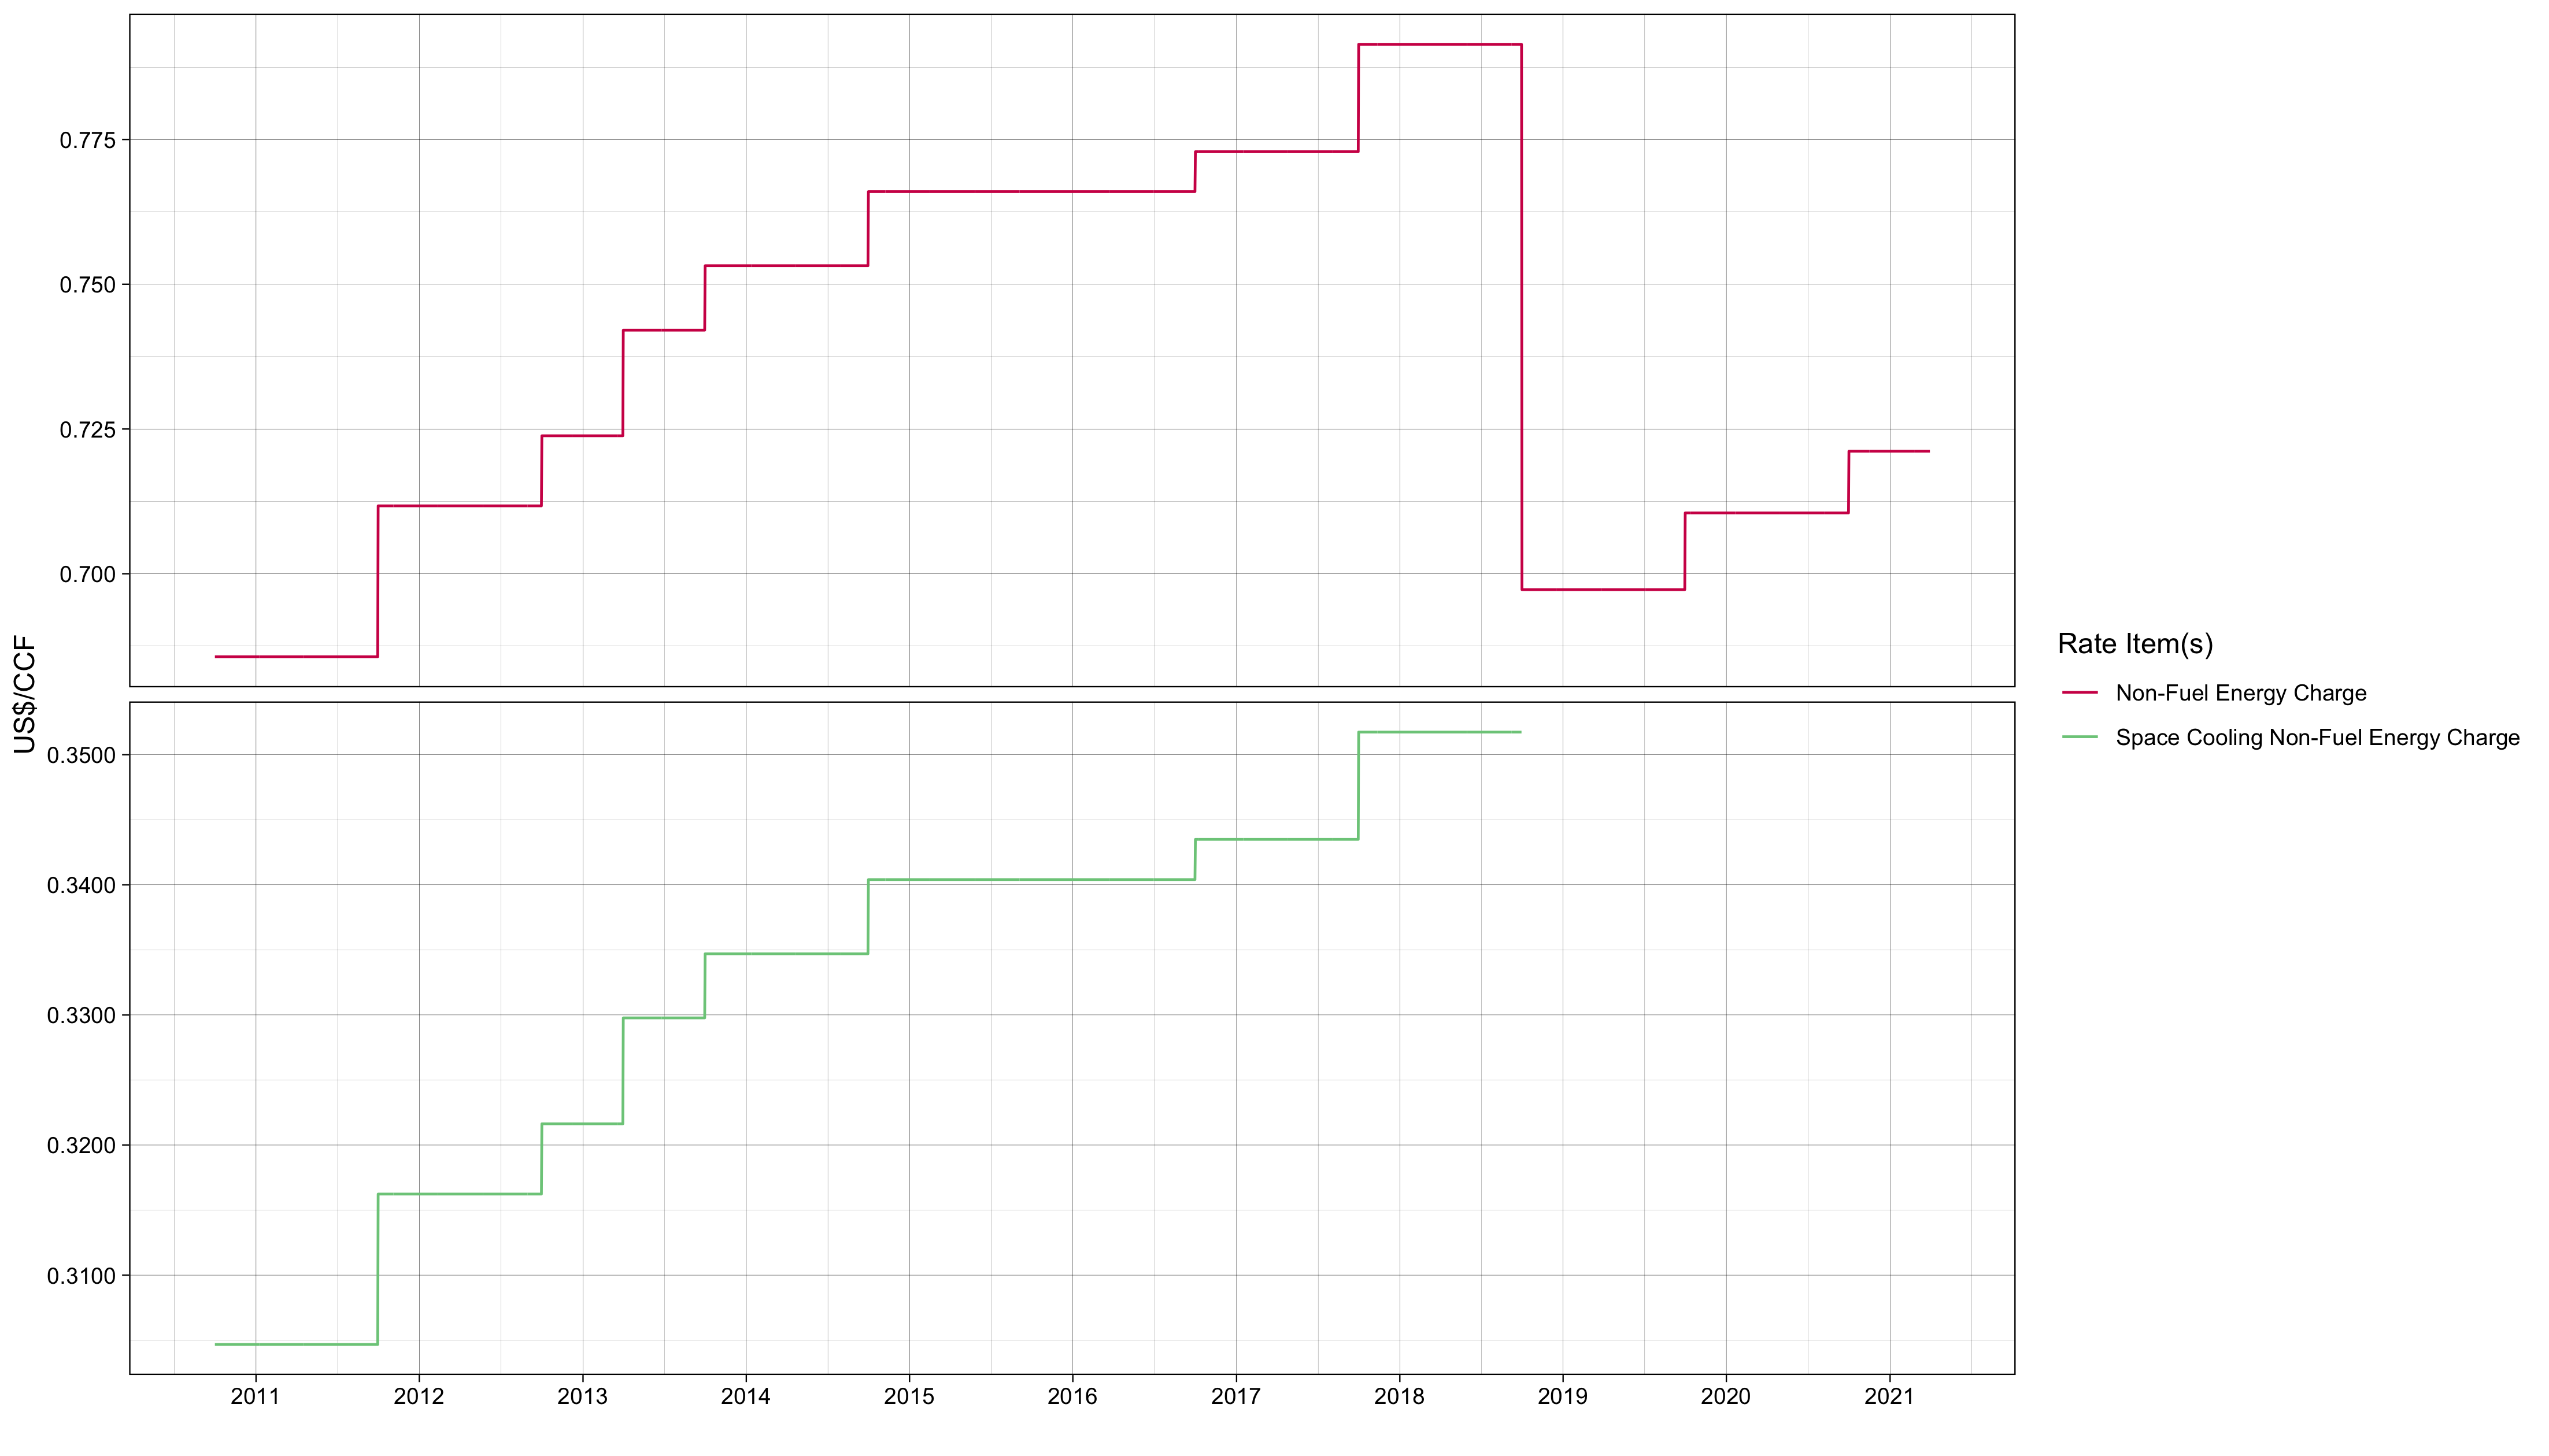 0.775
0.750
0.725
0.700
US$/CCF
0.3500
0.3400
0.3300
0.3200
0.3100
2011 2012 2013 2014 2015 2016 2017 2018 2019 2020 2021
Rate Item(s)
Non-Fuel Energy Charge
Space Cooling Non-Fuel Energy Charge